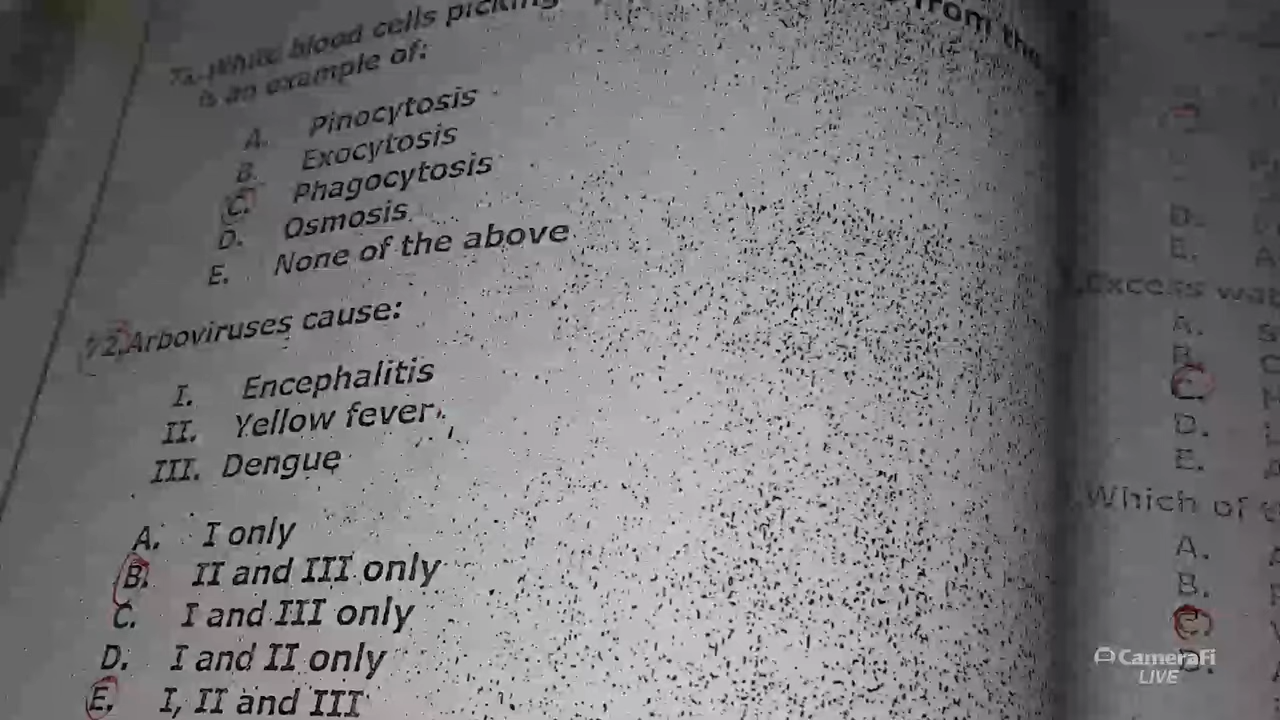 White blood cells picking
from the
is an example of:
A. Pinocytosis
B. Exocytosis
C. Phagocytosis
D. Osmosis
E. None of the above
72. Arboviruses cause:
I. Encephalitis
II. Yellow fever
III. Dengue
A. I only
B. II and III only
C. I and III only
D. I and II only
E. I, II and III
D.
E.
Excess
A.
B.
C.
D.
E.
Which of
A.
B.
C.
D.
CameraFi
LIVE